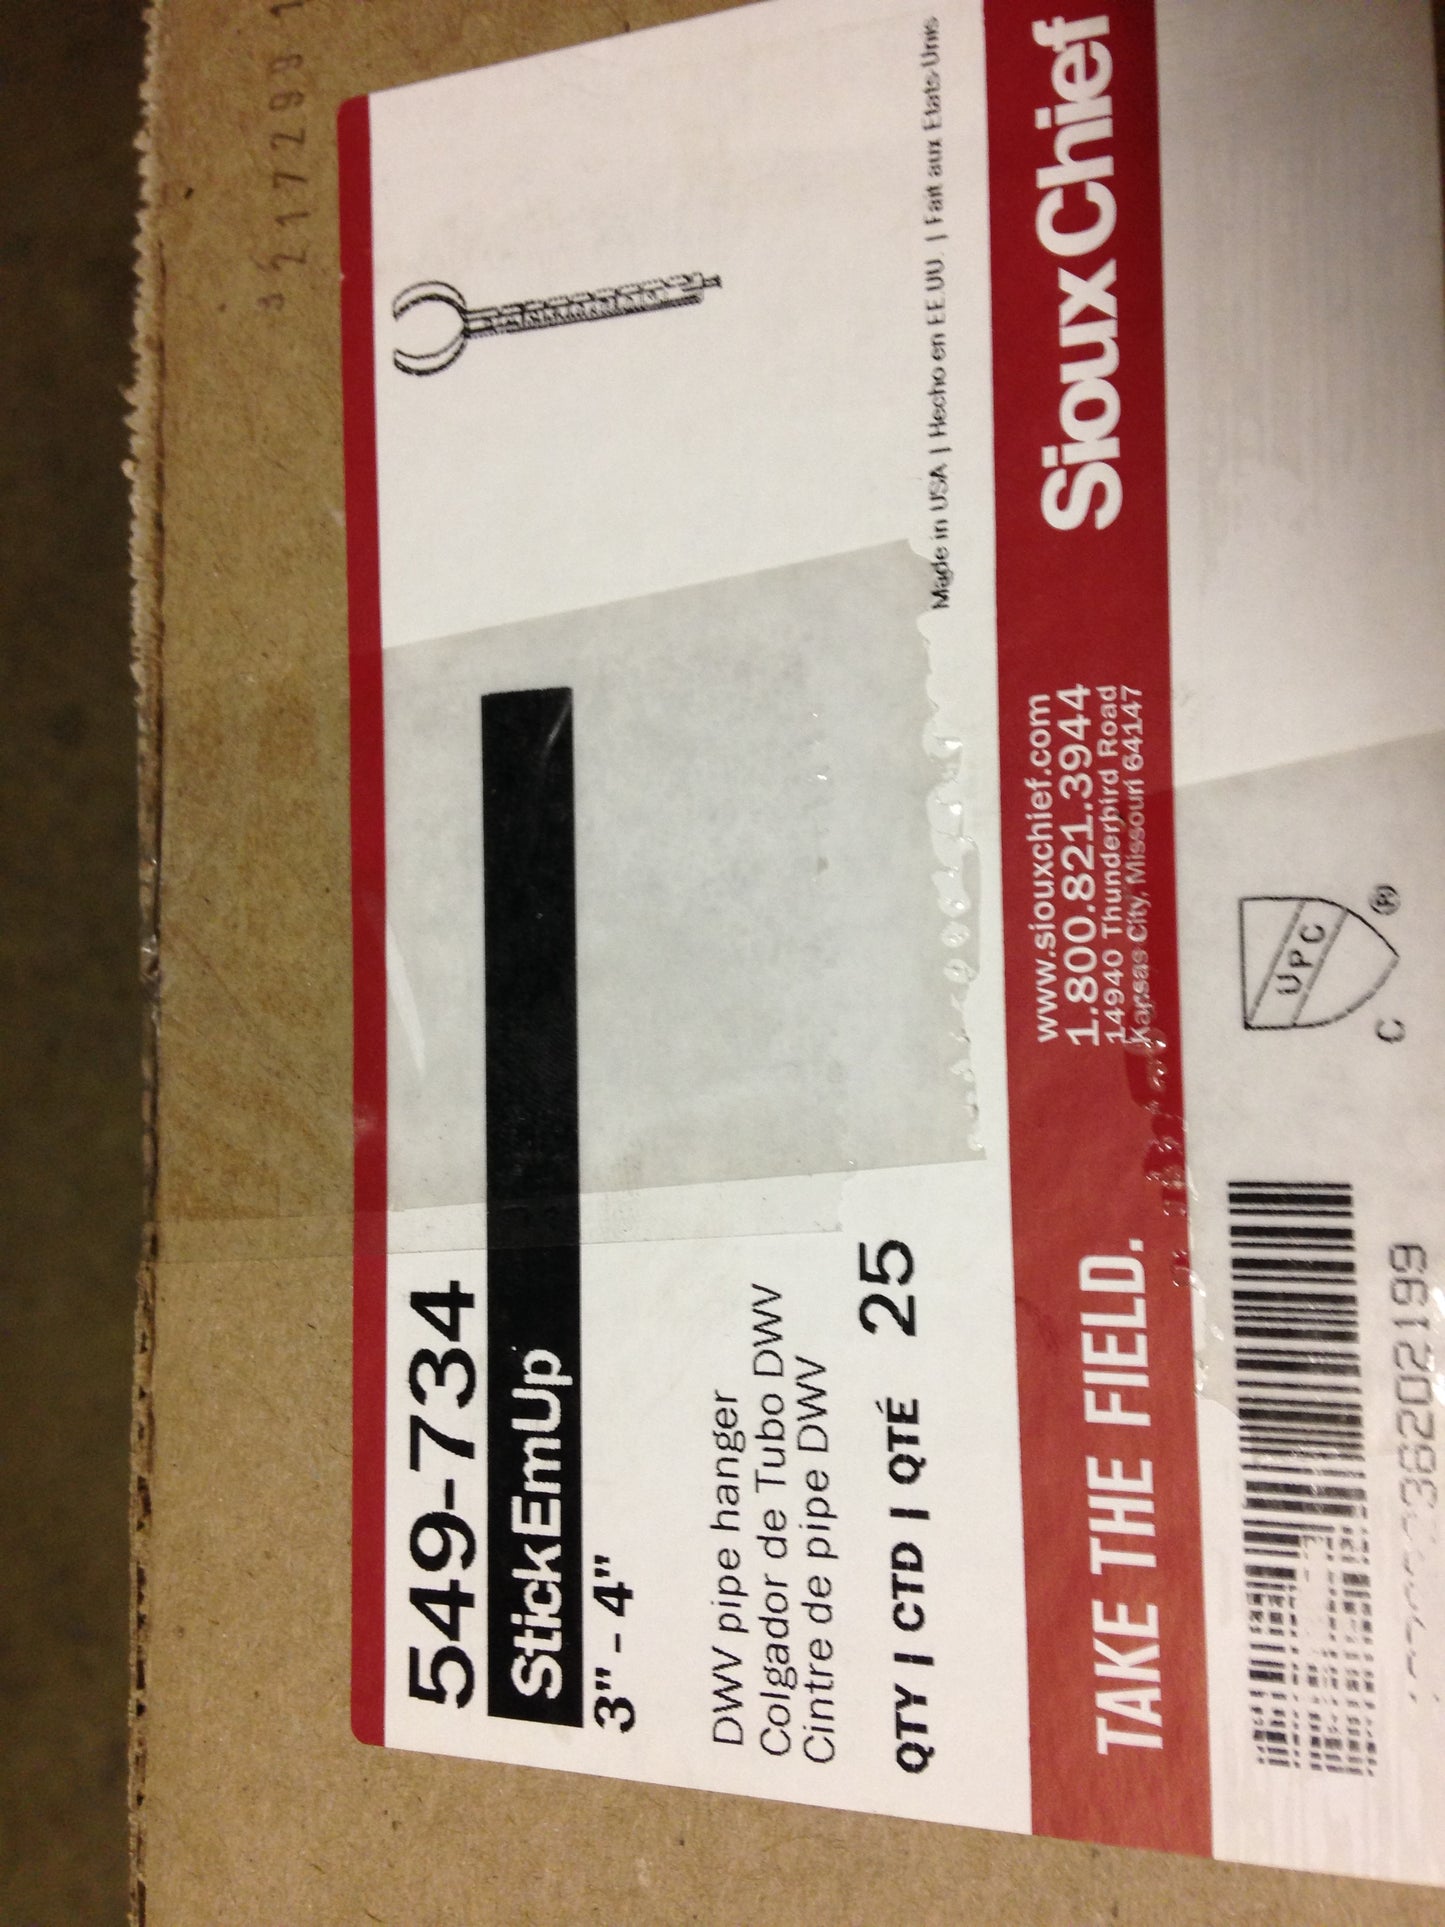 549-734
StickEmUp
3" - 4"
DWV pipe hanger
Colgador de Tubo DWV
Cintre de pipe DWV
QTY | CTD | QTÉ 25
Made in USA | Hecho en EE.UU. | Fait aux Etats-Unis
TAKE THE FIELD.
www.siouxchief.com
1.800.821.3944
14940 Thunderbird Road
Kansas City, Missouri 64147
SiouxChief
UPC
®
C